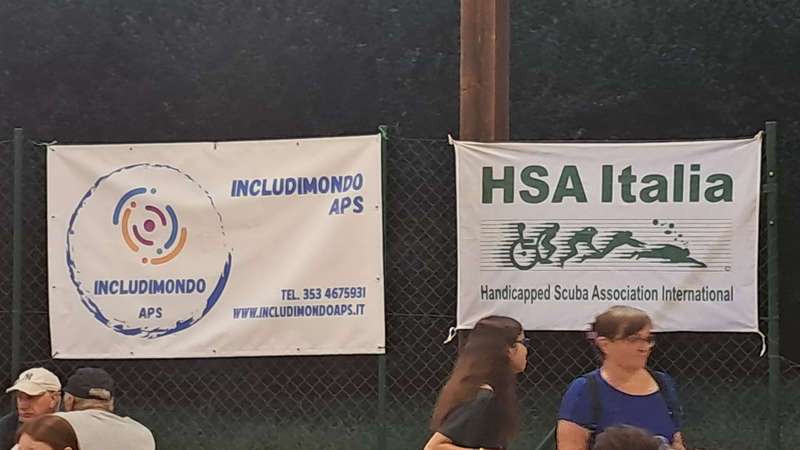 INCLUDIMONDO
APS
INCLUDIMONDO
APS
TEL. 353 4675931
WWW.INCLUDIMONDOAPS.IT
HSA Italia
Handicapped Scuba Association International